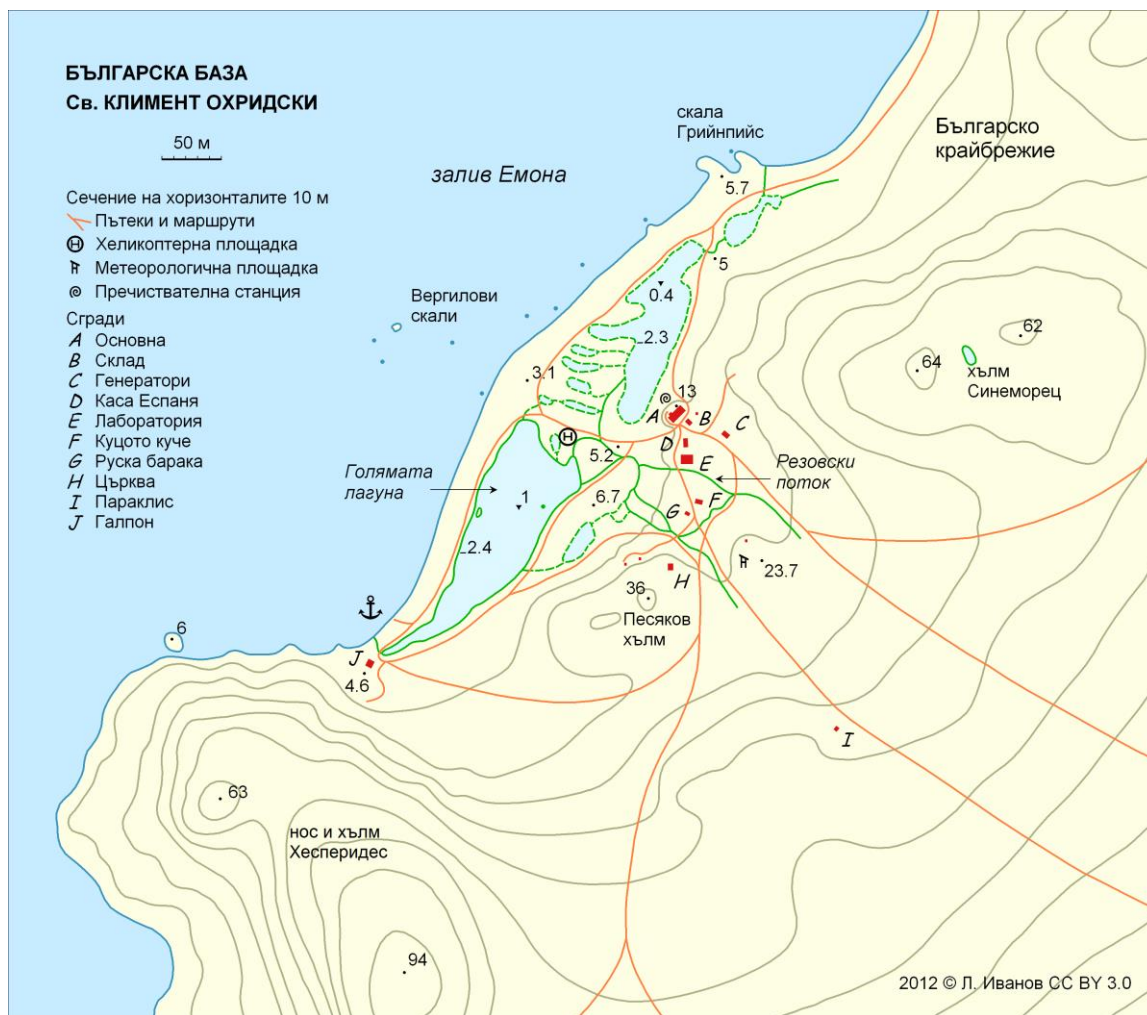 БЪЛГАРСКА БАЗА
Св. КЛИМЕНТ ОХРИДСКИ
50 м
Сечение на хоризонталите 10 м
Пътеки и маршрути
H Хеликоптерна площадка
Метеорологична площадка
Пречиствателна станция
Сгради
A Основна
B Склад
C Генератори
D Каса Еспаня
E Лаборатория
F Куцото куче
G Руска барака
H Църква
I Параклис
J Галпон
залив Емона
скала
Грийнпийс
Българско
крайбрежие
5.7
5
0.4
2.3
Вергилови
скали
3.1
62
64
хълм
Синеморец
13
A
B
C
D
E
H
5.2
Голямата
лагуна
Резовски
поток
1
6.7
F
G
2.4
H
23.7
36
Песяков
хълм
6
J
4.6
I
63
нос и хълм
Хесперидес
94
2012 © Л. Иванов CC BY 3.0